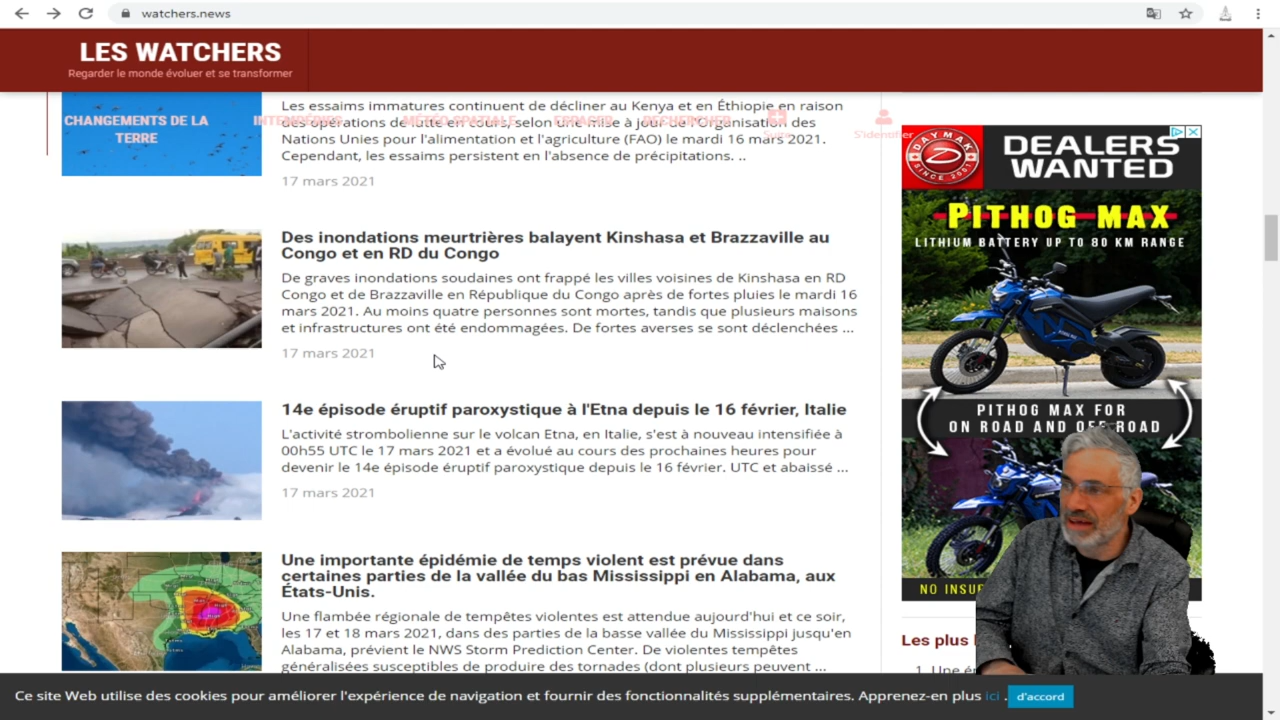 watchers.news
LES WATCHERS
Regarder le monde évoluer et se transformer
CHANGEMENTS DE LA
TERRE
S'identifier
Les essaims immatures continuent de décliner au Kenya et en Éthiopie en raison
des opérations de lutte en cours, selon une mise à jour de l'Organisation des
Nations Unies pour l'alimentation et l'agriculture (FAO) le mardi 16 mars 2021.
Cependant, les essaims persistent en l'absence de précipitations. ..
17 mars 2021
Des inondations meurtrières balayent Kinshasa et Brazzaville au
Congo et en RD du Congo
De graves inondations soudaines ont frappé les villes voisines de Kinshasa en RD
Congo et de Brazzaville en République du Congo après de fortes pluies le mardi 16
mars 2021. Au moins quatre personnes sont mortes, tandis que plusieurs maisons
et infrastructures ont été endommagées. De fortes averses se sont déclenchées ...
17 mars 2021
14e épisode éruptif paroxystique à l'Etna depuis le 16 février, Italie
L'activité strombolienne sur le volcan Etna, en Italie, s'est à nouveau intensifiée à
00h55 UTC le 17 mars 2021 et a évolué au cours des prochaines heures pour
devenir le 14e épisode éruptif paroxystique depuis le 16 février. UTC et abaissé ...
17 mars 2021
Une importante épidémie de temps violent est prévue dans
certaines parties de la vallée du bas Mississippi en Alabama, aux
États-Unis.
Une flambée régionale de tempêtes violentes est attendue aujourd'hui et ce soir,
les 17 et 18 mars 2021, dans des parties de la basse vallée du Mississippi jusqu'en
Alabama, prévient le NWS Storm Prediction Center. De violentes tempêtes
généralisées susceptibles de produire des tornades (dont plusieurs peuvent ...
DAYMAK
SINCE 2001
DEALERS
WANTED
PITHOG MAX
LITHIUM BATTERY UP TO 80 KM RANGE
PITHOG MAX FOR
ON ROAD AND OFF ROAD
NO INSU
Les plus
1. Une
Ce site Web utilise des cookies pour améliorer l'expérience de navigation et fournir des fonctionnalités supplémentaires. Apprenez-en plus ici . d'accord